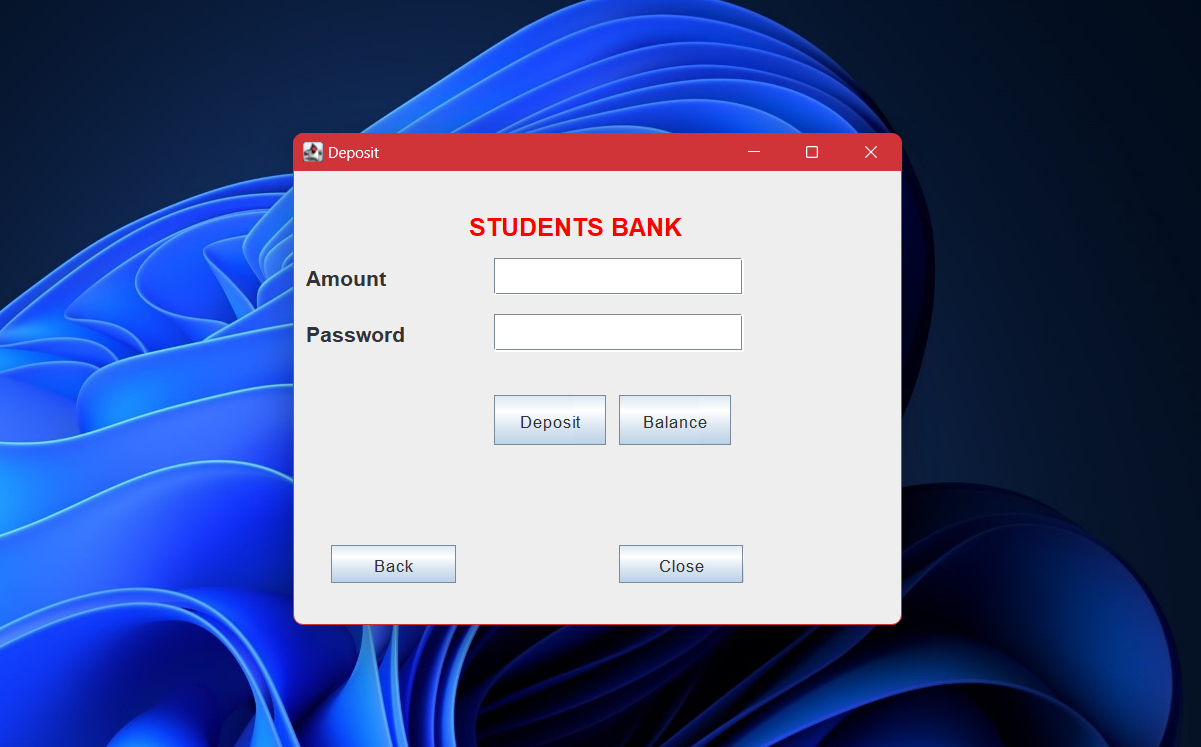 Deposit
STUDENTS BANK
Amount
Password
Deposit Balance
Back Close